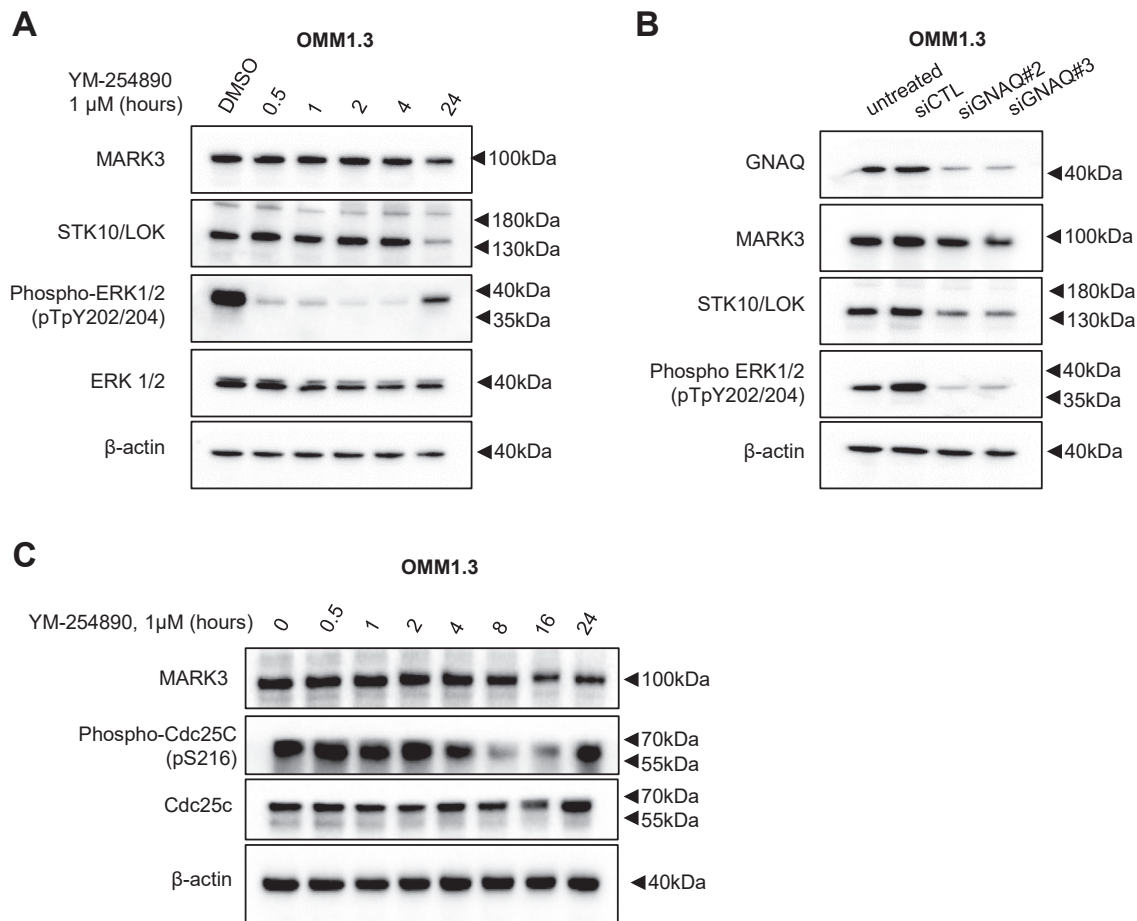 A
OMM1.3
YM-254890
1 µM (hours)
DMSO
0.5
1
2
4
24
MARK3
◀100kDa
STK10/LOK
◀180kDa
◀130kDa
Phospho-ERK1/2
(pTpY202/204)
◀40kDa
◀35kDa
ERK 1/2
◀40kDa
β-actin
◀40kDa
B
OMM1.3
untreated
siCTL
siGNAQ#2
siGNAQ#3
GNAQ
◀40kDa
MARK3
◀100kDa
STK10/LOK
◀180kDa
◀130kDa
Phospho ERK1/2
(pTpY202/204)
◀40kDa
◀35kDa
β-actin
◀40kDa
C
OMM1.3
YM-254890, 1µM (hours)
0
0.5
1
2
4
8
16
24
MARK3
◀100kDa
Phospho-Cdc25C
(pS216)
◀70kDa
◀55kDa
Cdc25c
◀70kDa
◀55kDa
β-actin
◀40kDa